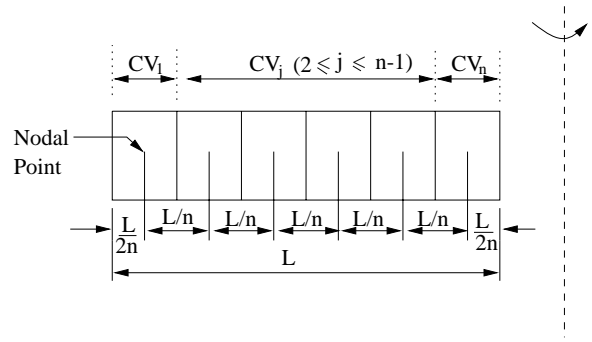 CV1 CVj (2 ⩽ j ⩽ n-1) CVn
Nodal
Point
L/2n L/n L/n L/n L/n L/n L/2n
L